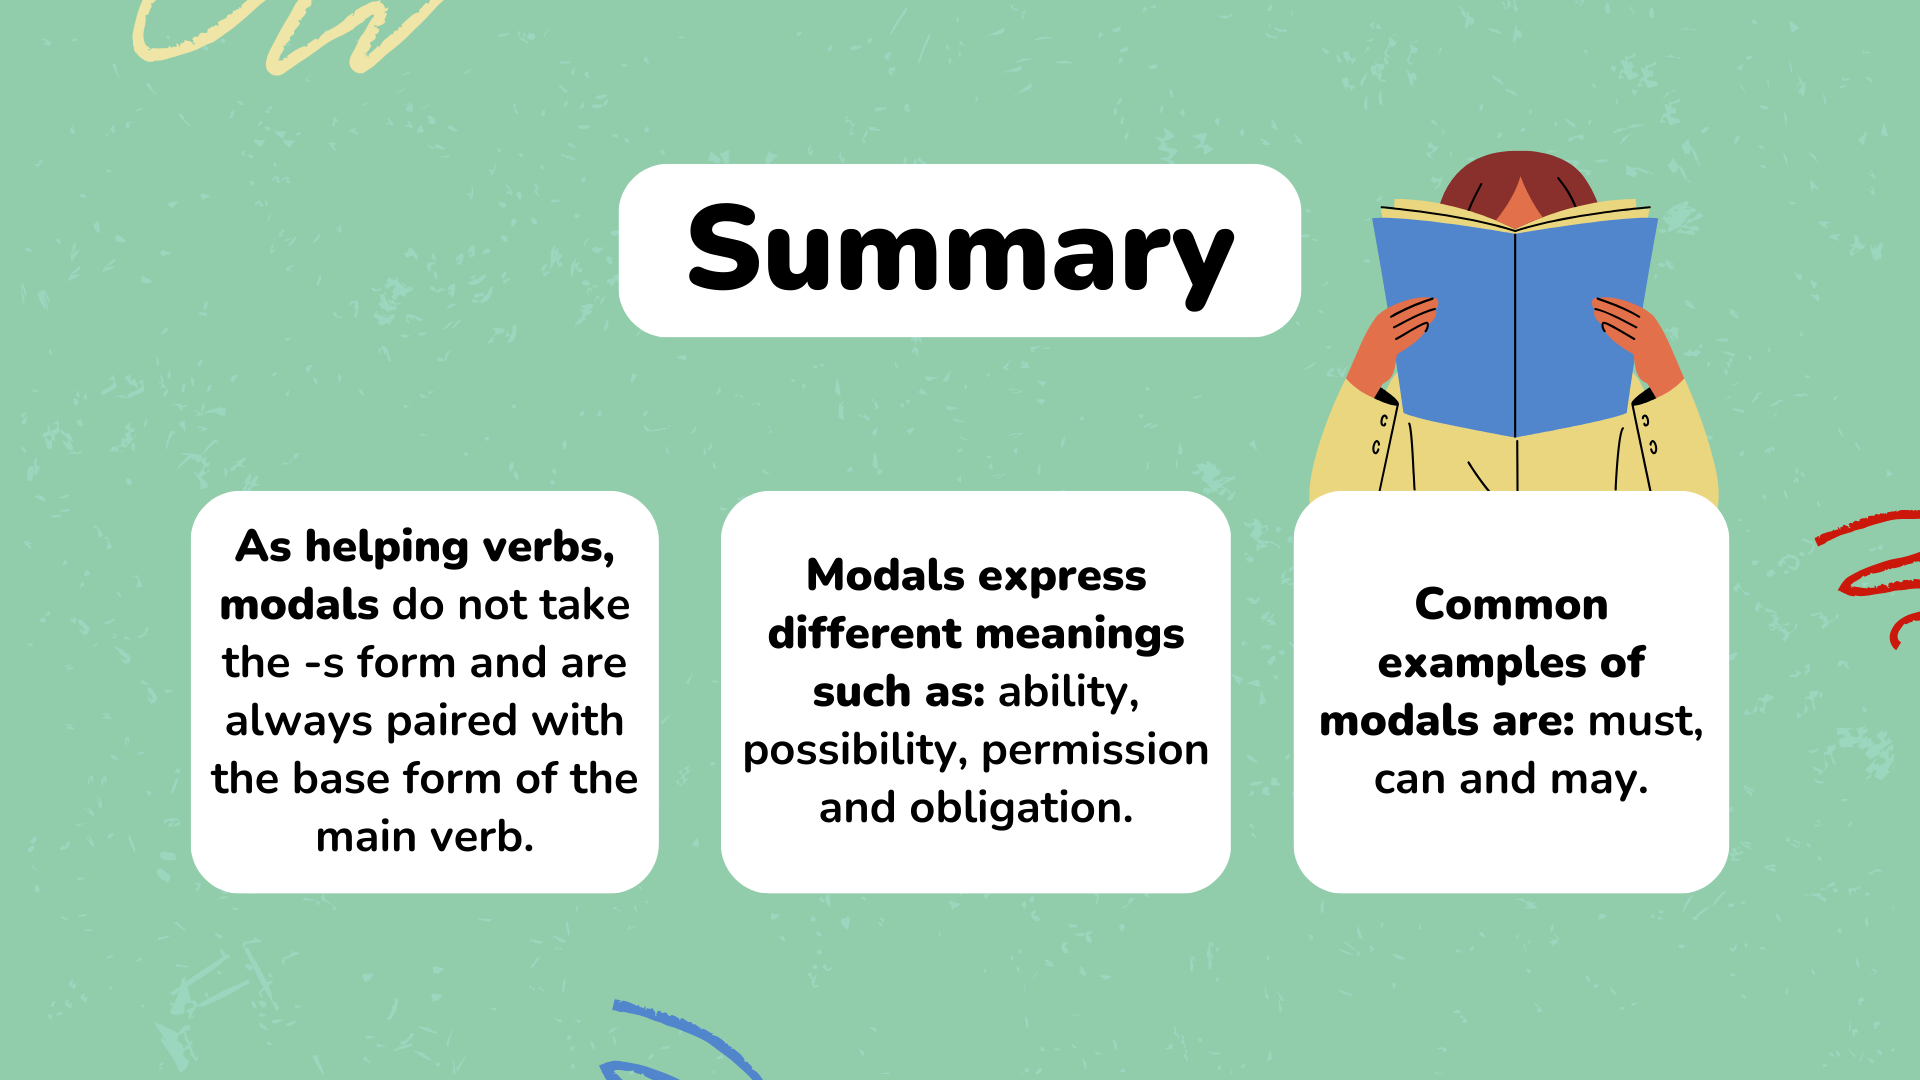 Summary
As helping verbs,
modals do not take
the -s form and are
always paired with
the base form of the
main verb.
Modals express
different meanings
such as: ability,
possibility, permission
and obligation.
Common
examples of
modals are: must,
can and may.